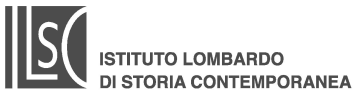 ILSC
ISTITUTO LOMBARDO
DI STORIA CONTEMPORANEA